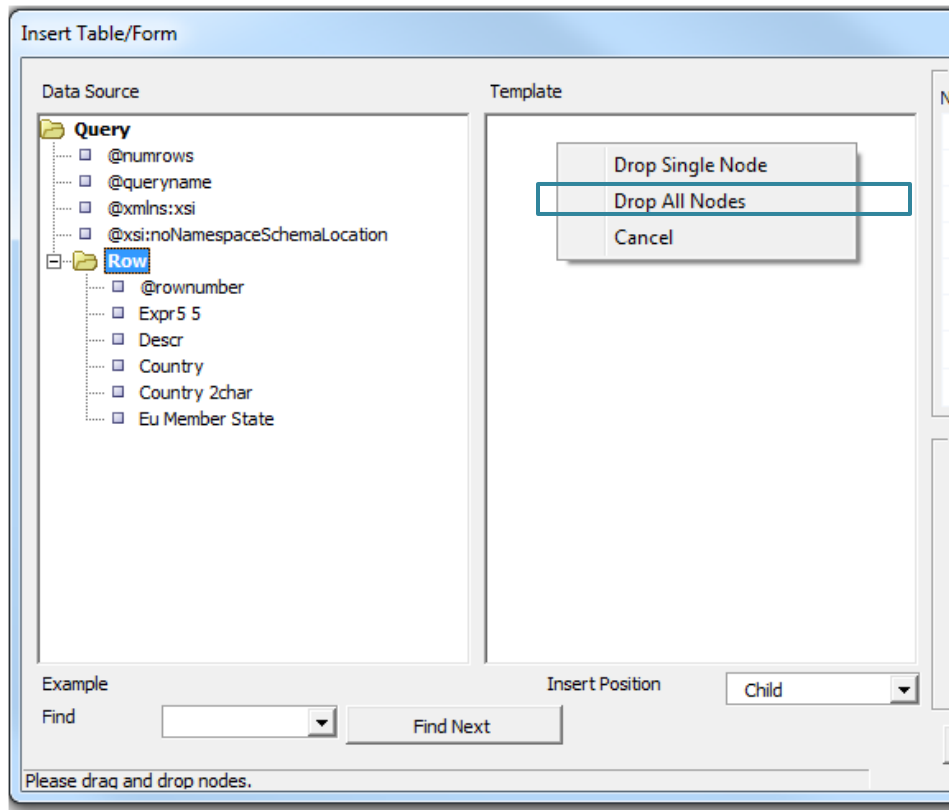 Insert Table/Form
Data Source
Template
N
Query
@numrows
@queryname
@xmlns:xsi
@xsi:noNamespaceSchemaLocation
Row
@rownumber
Expr5 5
Descr
Country
Country 2char
Eu Member State
Drop Single Node
Drop All Nodes
Cancel
Example
Insert Position
Child
Find
Find Next
Please drag and drop nodes.